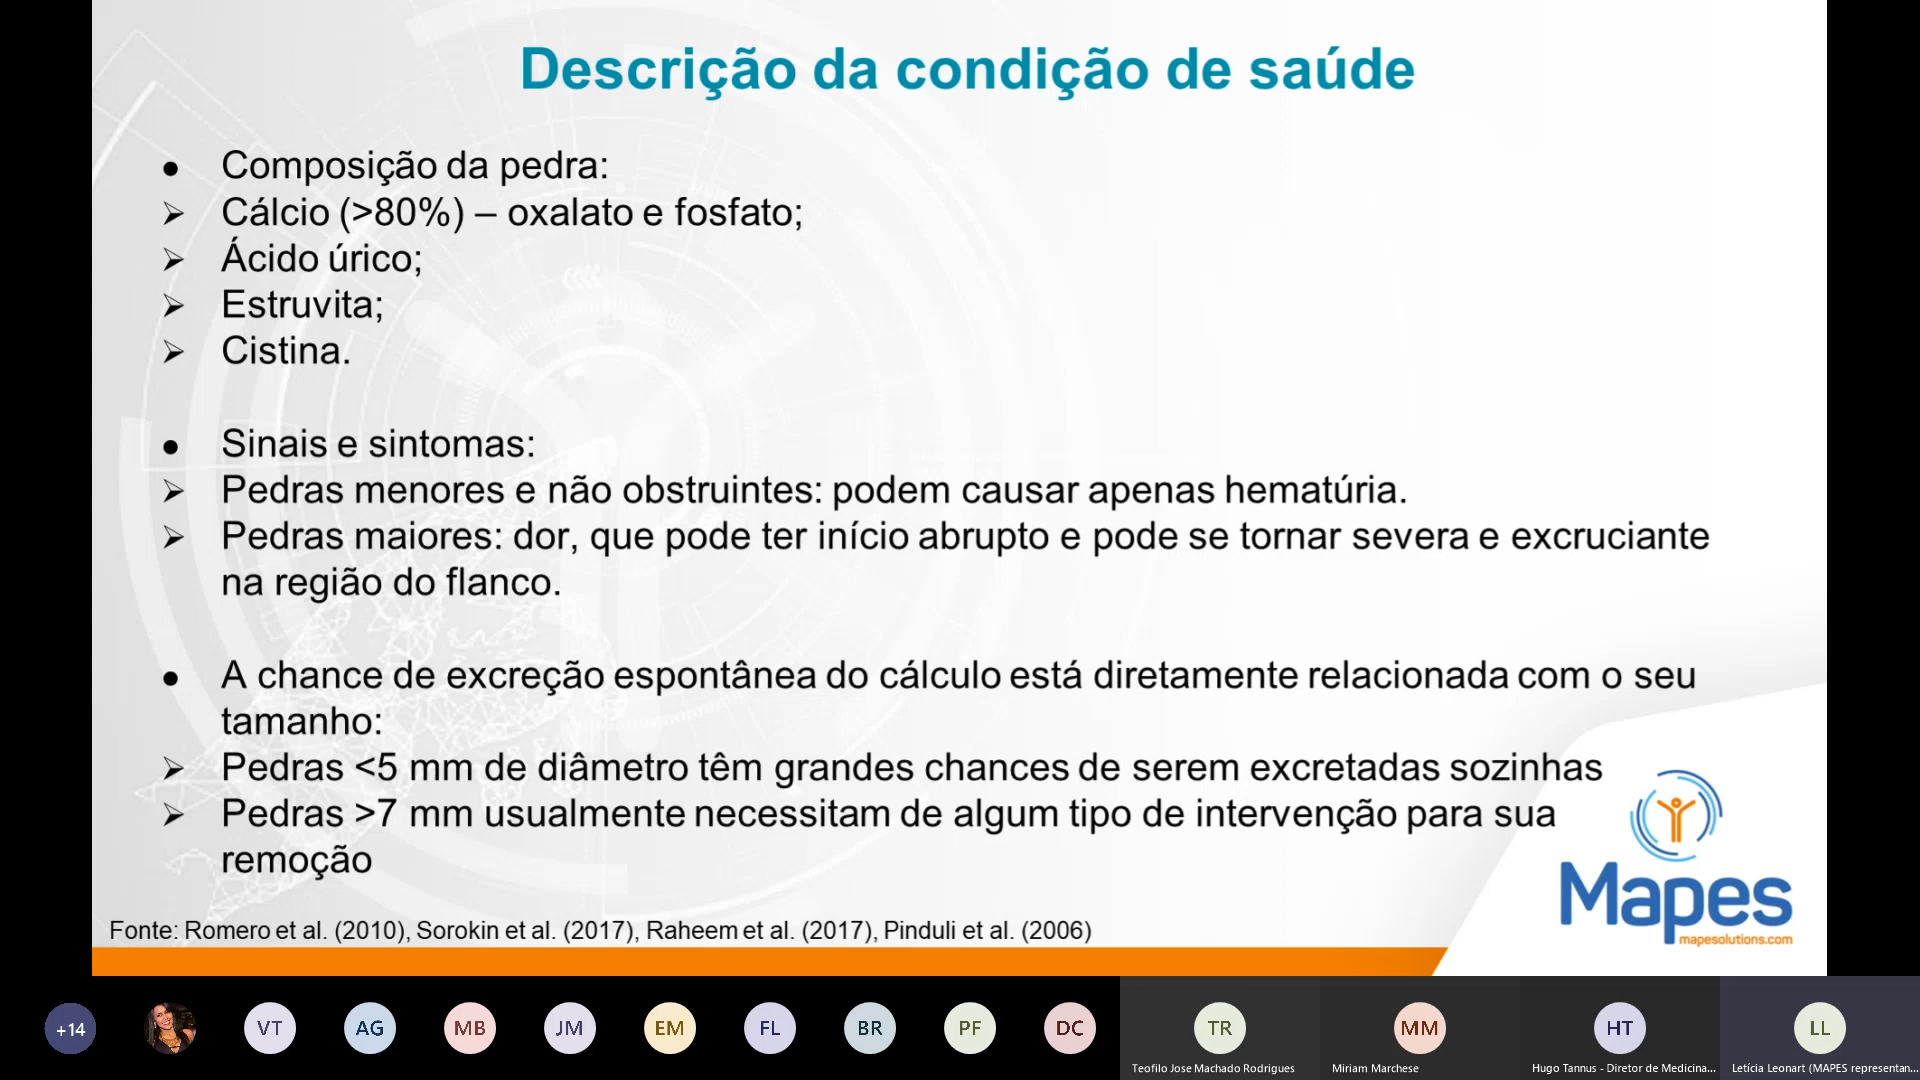 Descrição da condição de saúde
● Composição da pedra:
➢ Cálcio (>80%) – oxalato e fosfato;
➢ Ácido úrico;
➢ Estruvita;
➢ Cistina.
● Sinais e sintomas:
➢ Pedras menores e não obstruintes: podem causar apenas hematúria.
➢ Pedras maiores: dor, que pode ter início abrupto e pode se tornar severa e excruciante
na região do flanco.
● A chance de excreção espontânea do cálculo está diretamente relacionada com o seu
tamanho:
➢ Pedras <5 mm de diâmetro têm grandes chances de serem excretadas sozinhas
➢ Pedras >7 mm usualmente necessitam de algum tipo de intervenção para sua
remoção
Mapes
mapesolutions.com
Fonte: Romero et al. (2010), Sorokin et al. (2017), Raheem et al. (2017), Pinduli et al. (2006)
+14 VT AG MB JM EM FL BR PF DC TR MM HT LL
Teofilo Jose Machado Rodrigues Miriam Marchese Hugo Tannus - Diretor de Medicina... Letícia Leonart (MAPES representan...